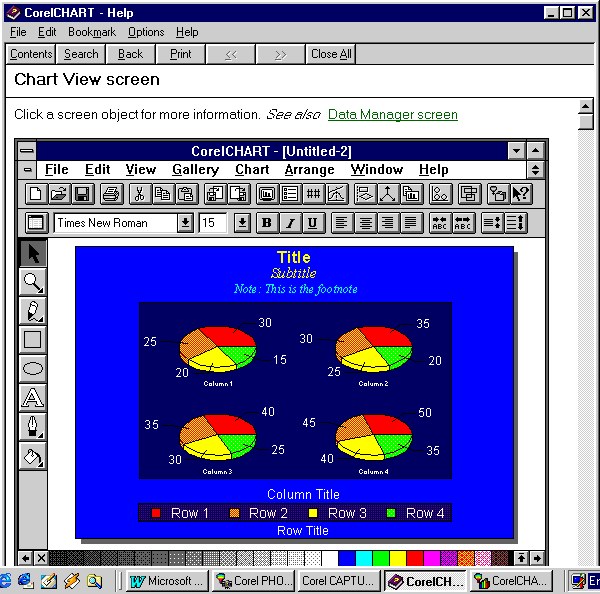 CorelCHART - Help
File Edit Bookmark Options Help
Contents Search Back Print << >> Close All
Chart View screen
Click a screen object for more information. See also Data Manager screen
CorelCHART - [Untitled-2]
File Edit View Gallery Chart Arrange Window Help
Times New Roman 15 B I U ABC ABC
Title
Subtitle
Note: This is the footnote
25 30 15 20
Column 1
30 35 20 25
Column 2
35 40 25 30
Column 3
45 50 35 40
Column 4
Column Title
Row 1 Row 2 Row 3 Row 4
Row Title
Microsoft ... Corel PHO... Corel CAPTU... CorelCH... CorelCHA... En